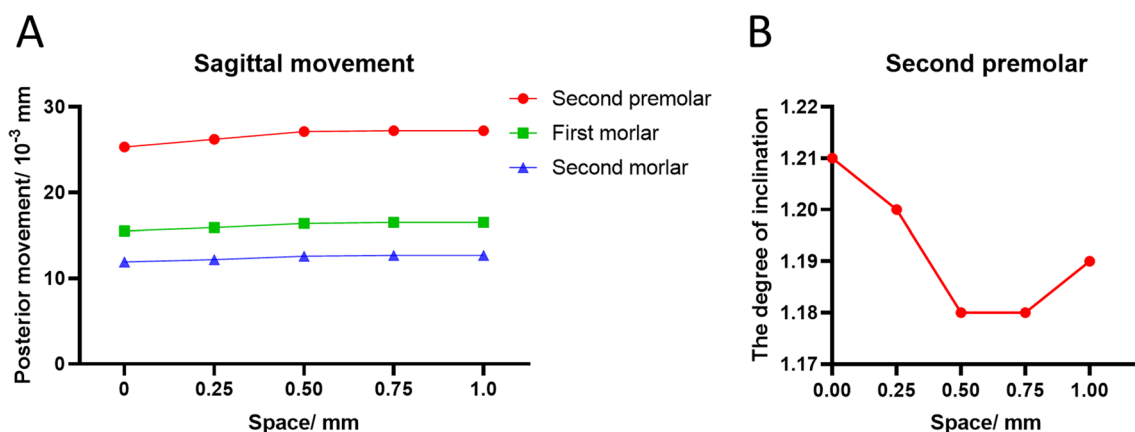 A
Sagittal movement
Posterior movement/ 10⁻³ mm
30
20
10
0
0
0.25
0.50
0.75
1.0
Space/ mm
Second premolar
First morlar
Second morlar
B
Second premolar
The degree of inclination
1.22
1.21
1.20
1.19
1.18
1.17
0.00
0.25
0.50
0.75
1.00
Space/ mm